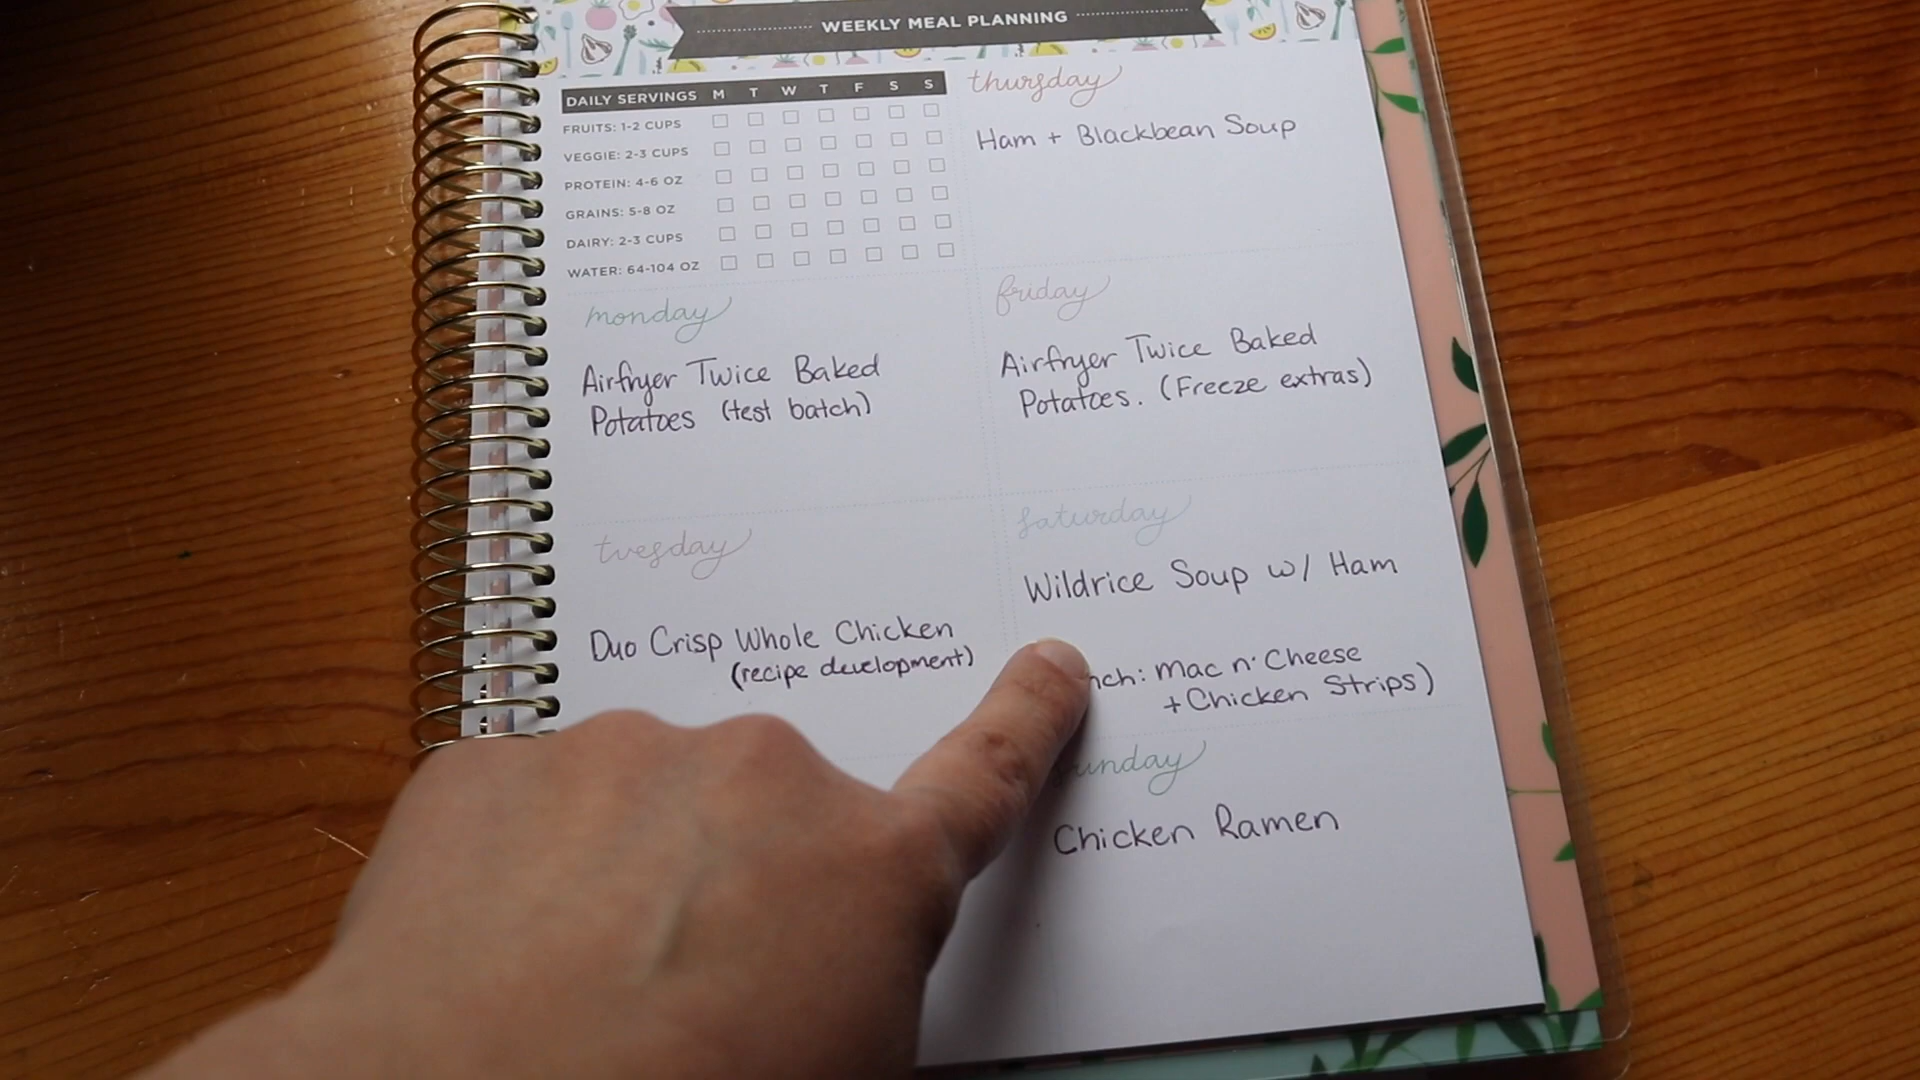 WEEKLY MEAL PLANNING
DAILY SERVINGS M T W T F S S
FRUITS: 1-2 CUPS
VEGGIE: 2-3 CUPS
PROTEIN: 4-6 OZ
GRAINS: 5-8 OZ
DAIRY: 2-3 CUPS
WATER: 64-104 OZ
monday
Airfryer Twice Baked
Potatoes (test batch)
tuesday
Duo Crisp Whole Chicken
(recipe development)
thursday
Ham + Blackbean Soup
friday
Airfryer Twice Baked
Potatoes. (Freeze extras)
saturday
Wildrice Soup w/ Ham
nch: Mac n' Cheese
+ Chicken Strips)
sunday
Chicken Ramen